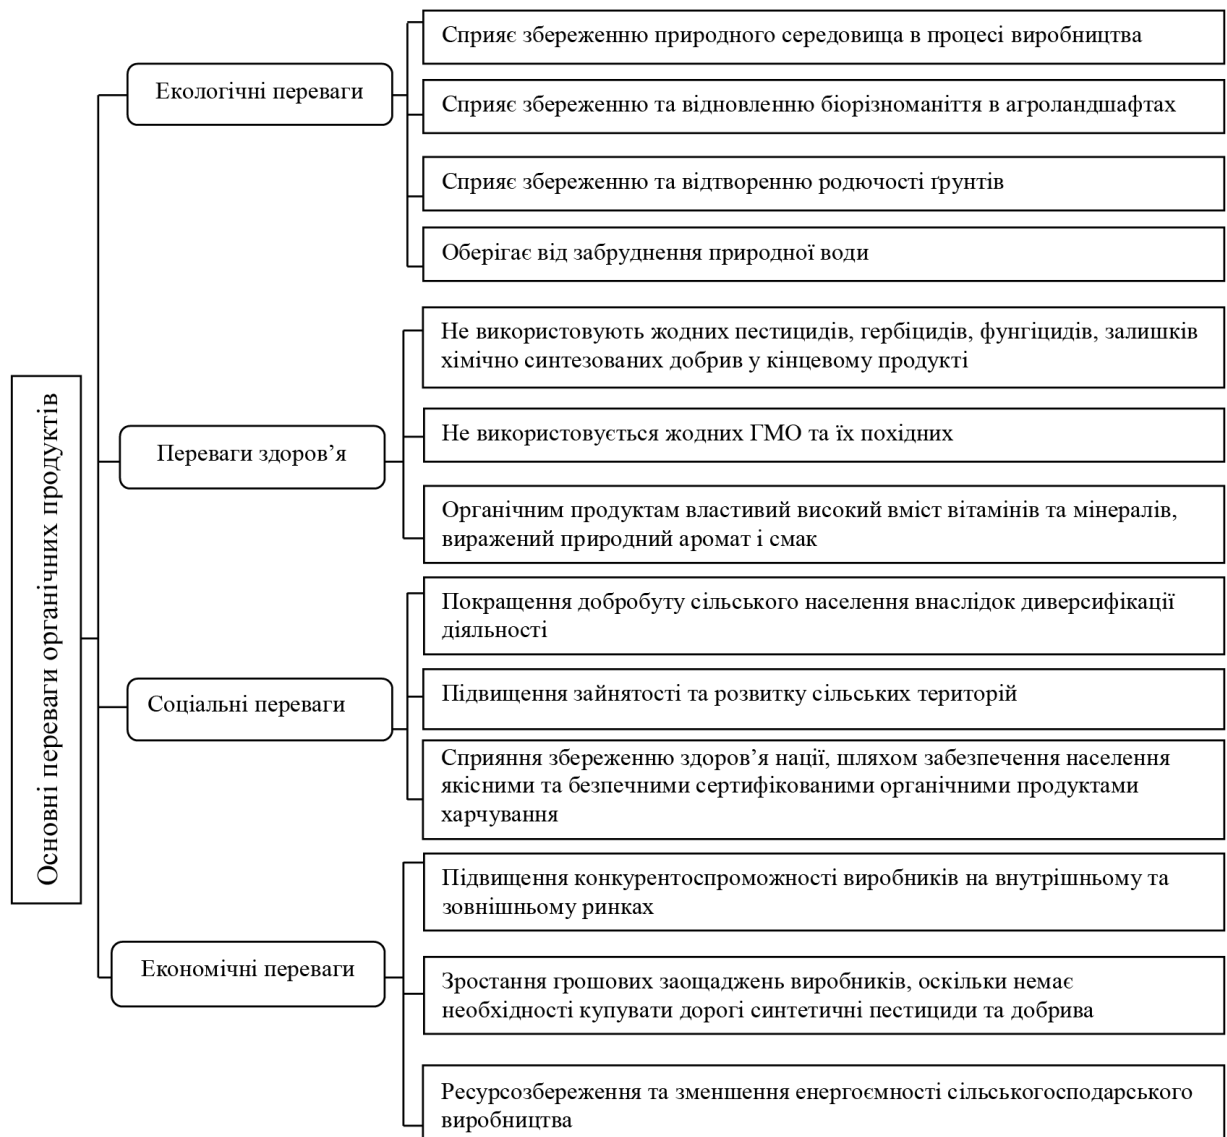 Основні переваги органічних продуктів
Екологічні переваги
Сприяє збереженню природного середовища в процесі виробництва
Сприяє збереженню та відновленню біорізноманіття в агроландшафтах
Сприяє збереженню та відтворенню родючості ґрунтів
Оберігає від забруднення природної води
Переваги здоров’я
Не використовують жодних пестицидів, гербіцидів, фунгіцидів, залишків
хімічно синтезованих добрив у кінцевому продукті
Не використовується жодних ГМО та їх похідних
Органічним продуктам властивий високий вміст вітамінів та мінералів,
виражений природний аромат і смак
Соціальні переваги
Покращення добробуту сільського населення внаслідок диверсифікації
діяльності
Підвищення зайнятості та розвитку сільських територій
Сприяння збереженню здоров’я нації, шляхом забезпечення населення
якісними та безпечними сертифікованими органічними продуктами
харчування
Економічні переваги
Підвищення конкурентоспроможності виробників на внутрішньому та
зовнішньому ринках
Зростання грошових заощаджень виробників, оскільки немає
необхідності купувати дорогі синтетичні пестициди та добрива
Ресурсозбереження та зменшення енергоємності сільськогосподарського
виробництва